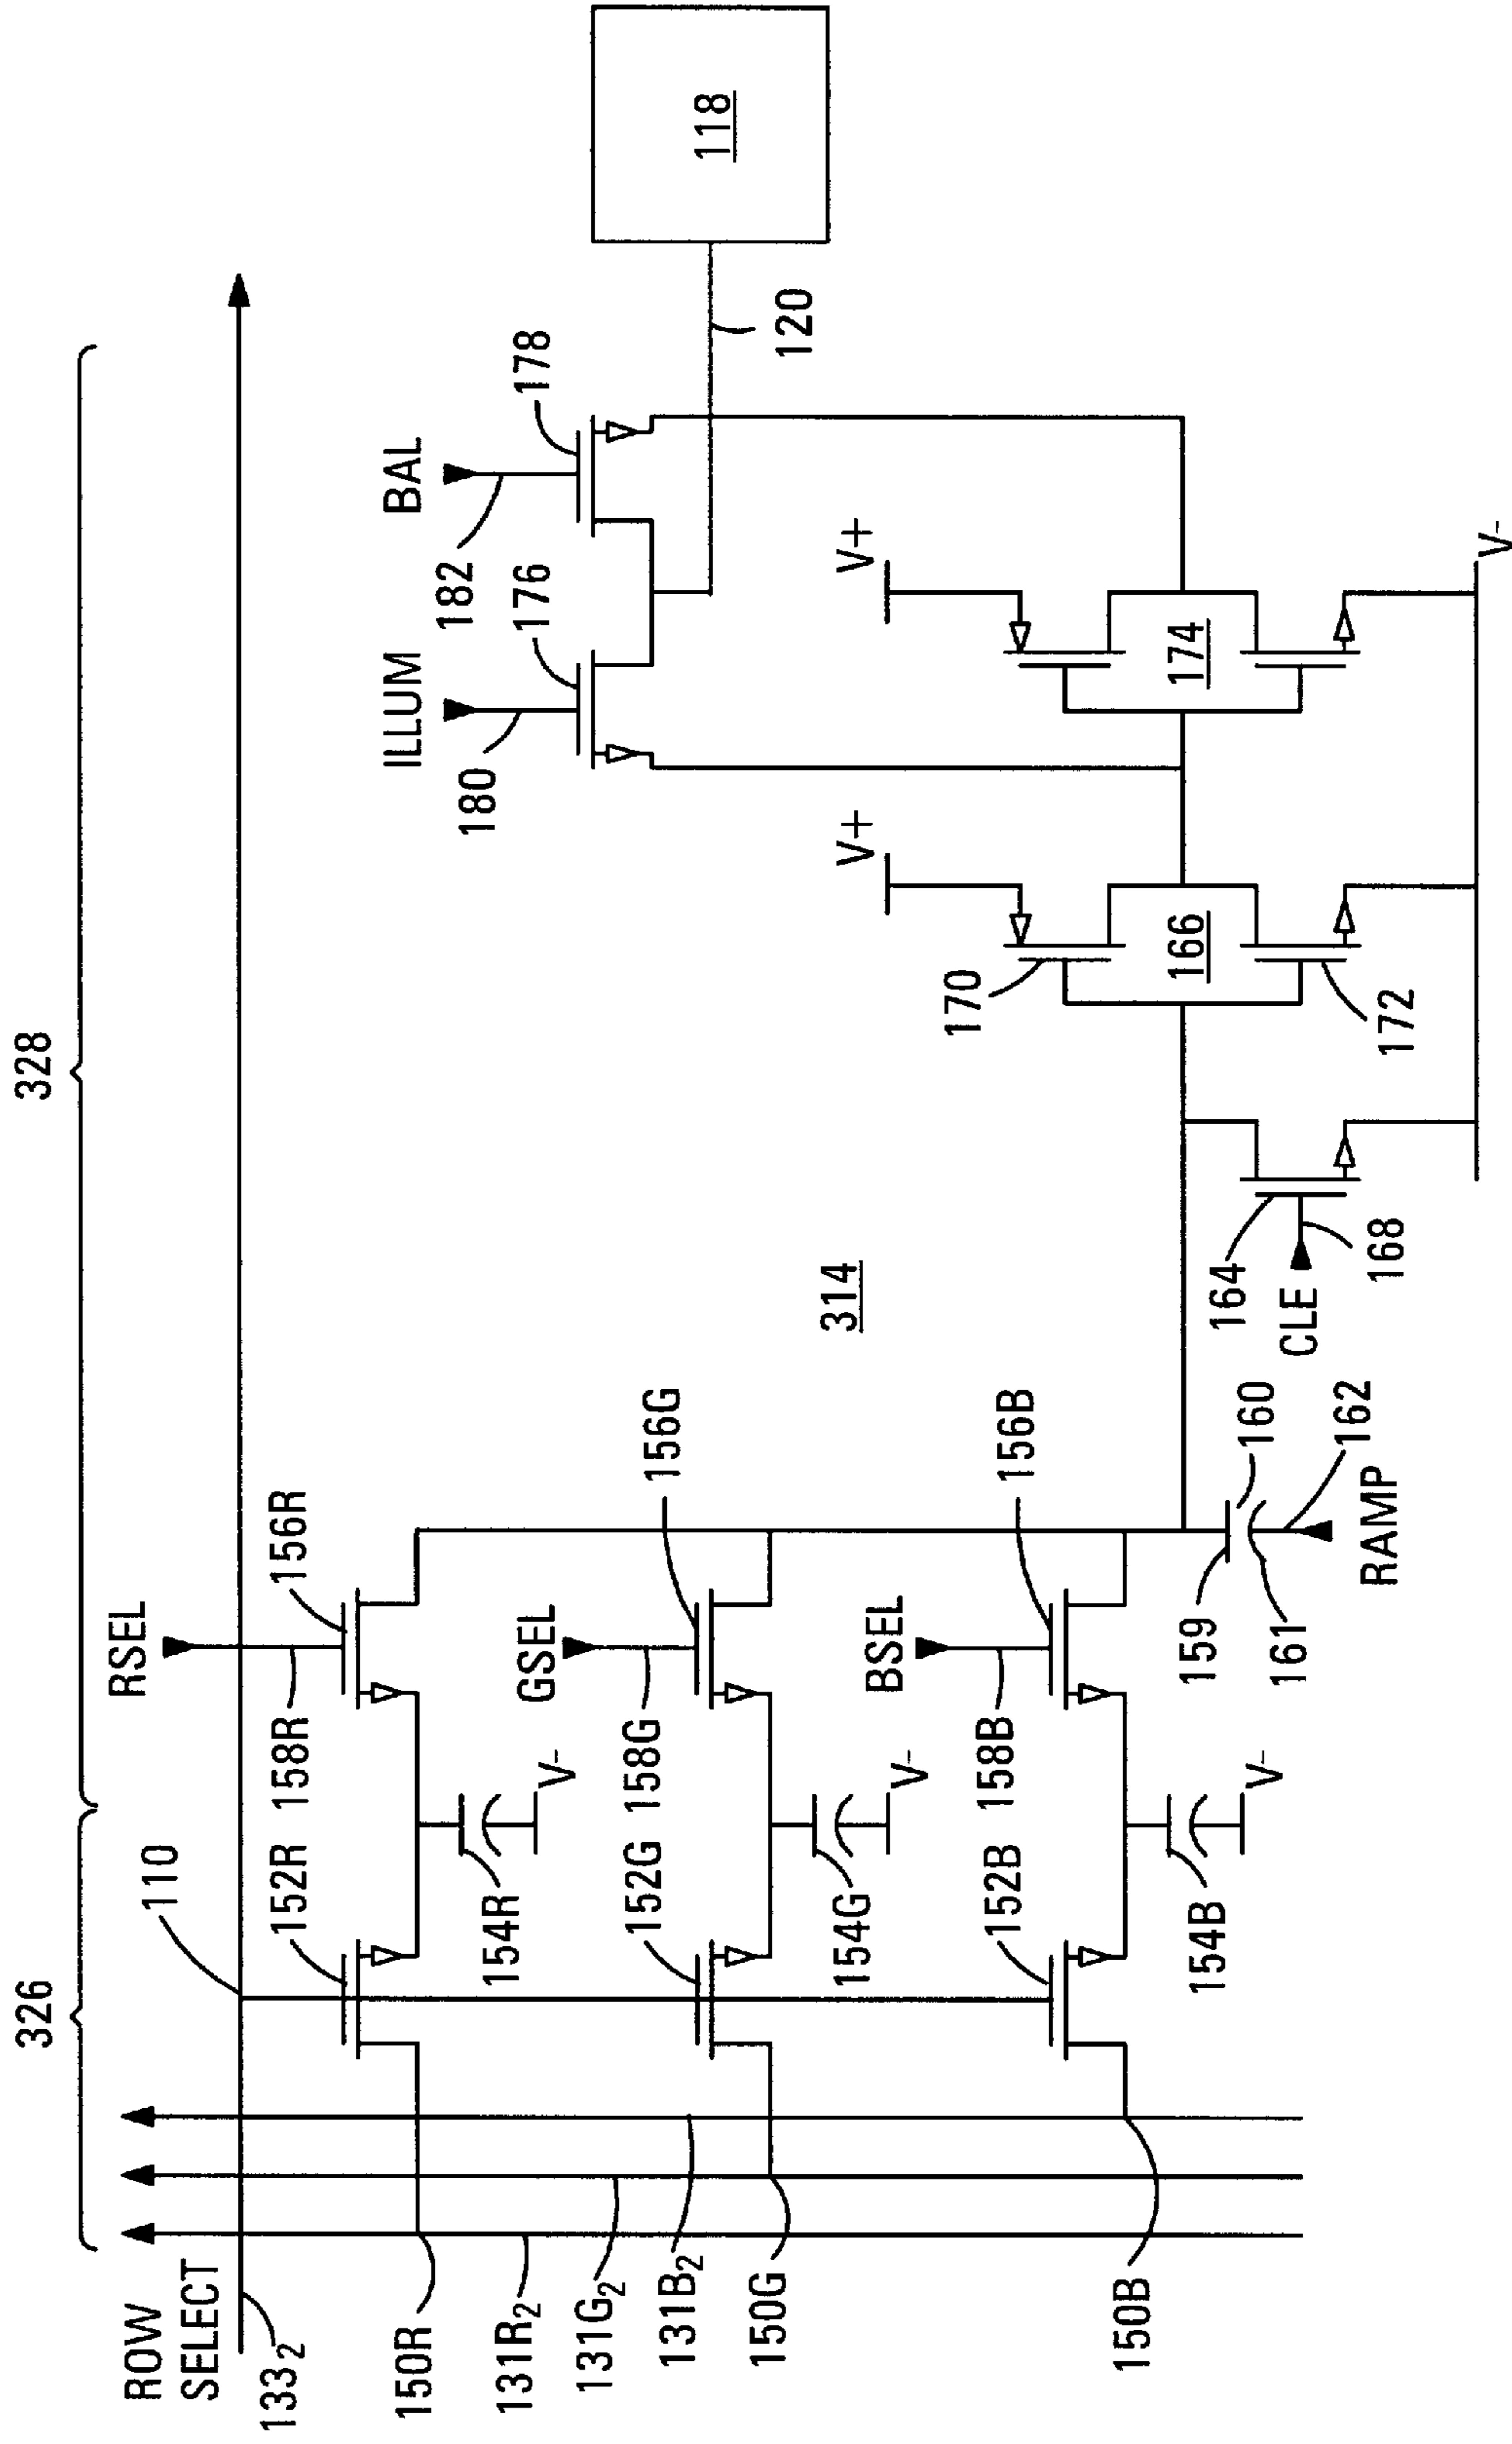 326
328
ROW
SELECT
133₂
110
RSEL
156R
158R
152R
154R
V-
150R
131R₂
131G₂
131B₂
150G
150B
GSEL
156G
158G
152G
154G
V-
BSEL
156B
158B
152B
154B
V-
159
160
161
162
RAMP
314
164
CLE
168
170
166
172
V+
ILLUM
180
176
BAL
182
178
V+
174
V-
120
118